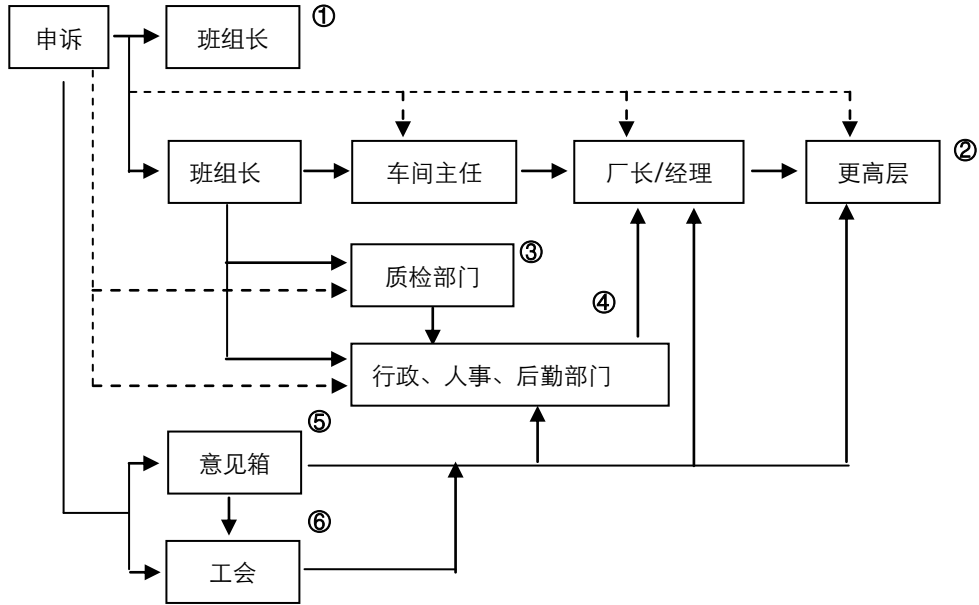 申诉
班组长
①
班组长
车间主任
厂长/经理
更高层
②
质检部门
③
④
行政、人事、后勤部门
意见箱
⑤
工会
⑥